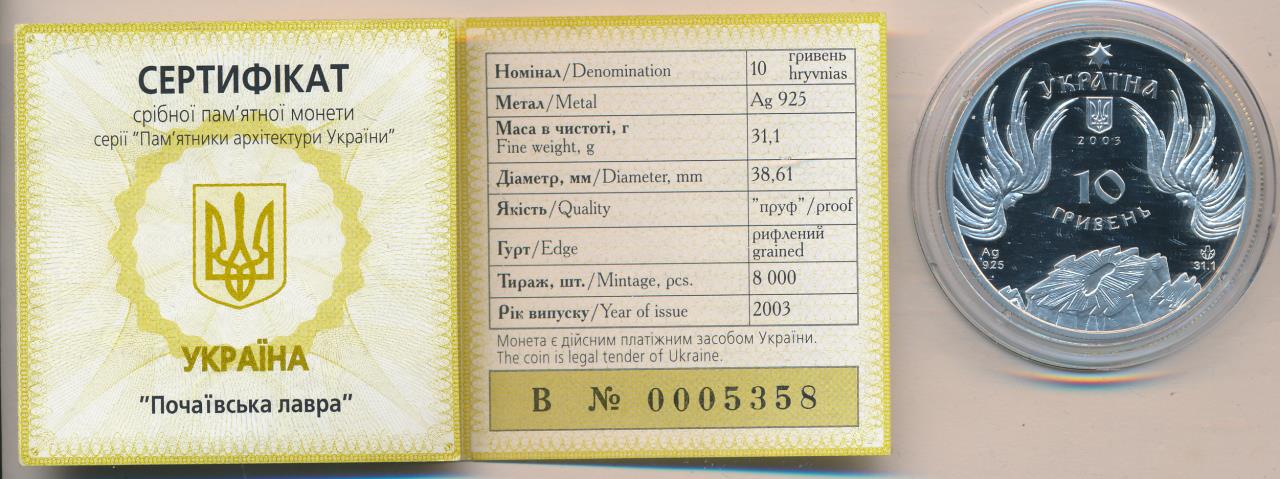 СЕРТИФІКАТ
срібної пам'ятної монети
серії "Пам'ятники архітектури України"
УКРАЇНА
"Почаївська лавра"
Номінал/Denomination 10 гривень hryvnias
Метал/Metal Ag 925
Маса в чистоті, г
Fine weight, g 31,1
Діаметр, мм/Diameter, mm 38,61
Якість/Quality "пруф"/proof
Гурт/Edge рифлений grained
Тираж, шт./Mintage, pcs. 8 000
Рік випуску/Year of issue 2003
Монета є дійсним платіжним засобом України.
The coin is legal tender of Ukraine.
В № 0005358
УКРАЇНА
2003
10
ГРИВЕНЬ
Ag
925
31.1